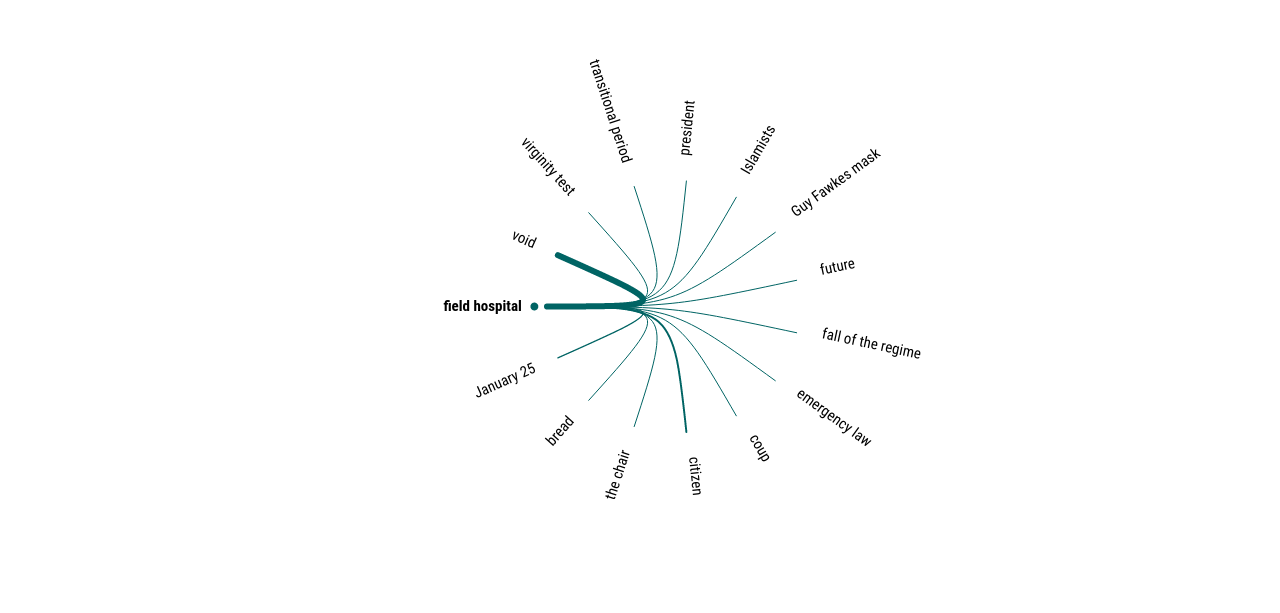 transitional period
president
Islamists
Guy Fawkes mask
virginity test
void
future
field hospital
fall of the regime
January 25
emergency law
bread
coup
the chair
citizen